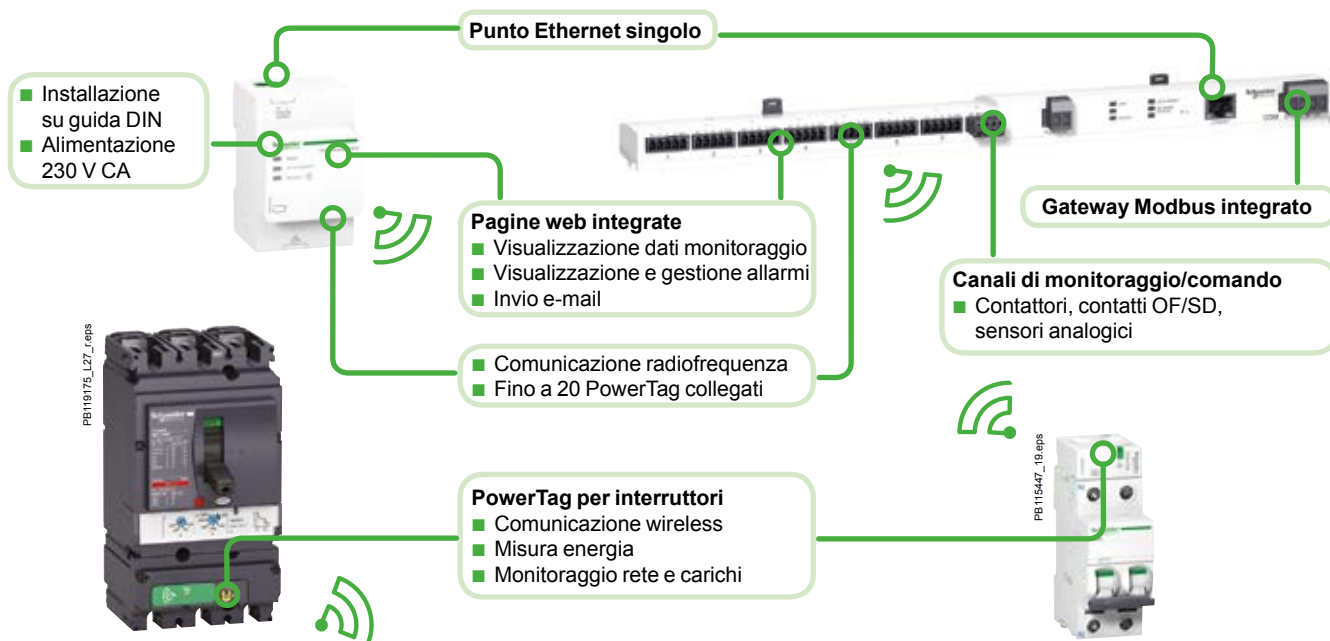 Punto Ethernet singolo
■ Installazione
su guida DIN
■ Alimentazione
230 V CA
Pagine web integrate
■ Visualizzazione dati monitoraggio
■ Visualizzazione e gestione allarmi
■ Invio e-mail
Gateway Modbus integrato
Canali di monitoraggio/comando
■ Contattori, contatti OF/SD,
sensori analogici
■ Comunicazione radiofrequenza
■ Fino a 20 PowerTag collegati
PB119175_L27_r.eps
PowerTag per interruttori
■ Comunicazione wireless
■ Misura energia
■ Monitoraggio rete e carichi
PB115447_19.eps